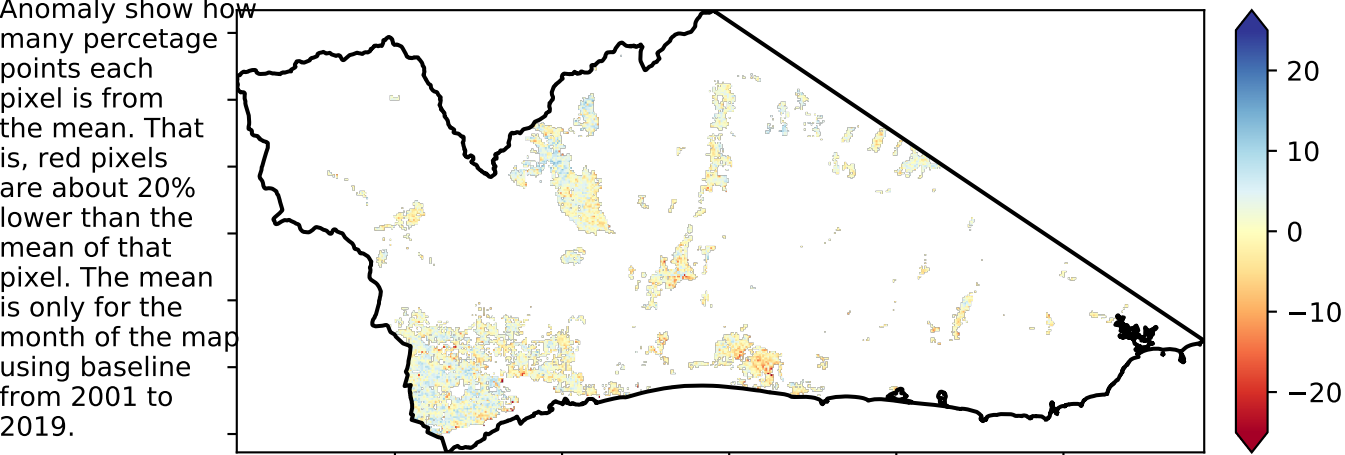 Anomaly show how
many percetage
points each
pixel is from
the mean. That
is, red pixels
are about 20%
lower than the
mean of that
pixel. The mean
is only for the
month of the map
using baseline
from 2001 to
2019.
20
10
0
−10
−20